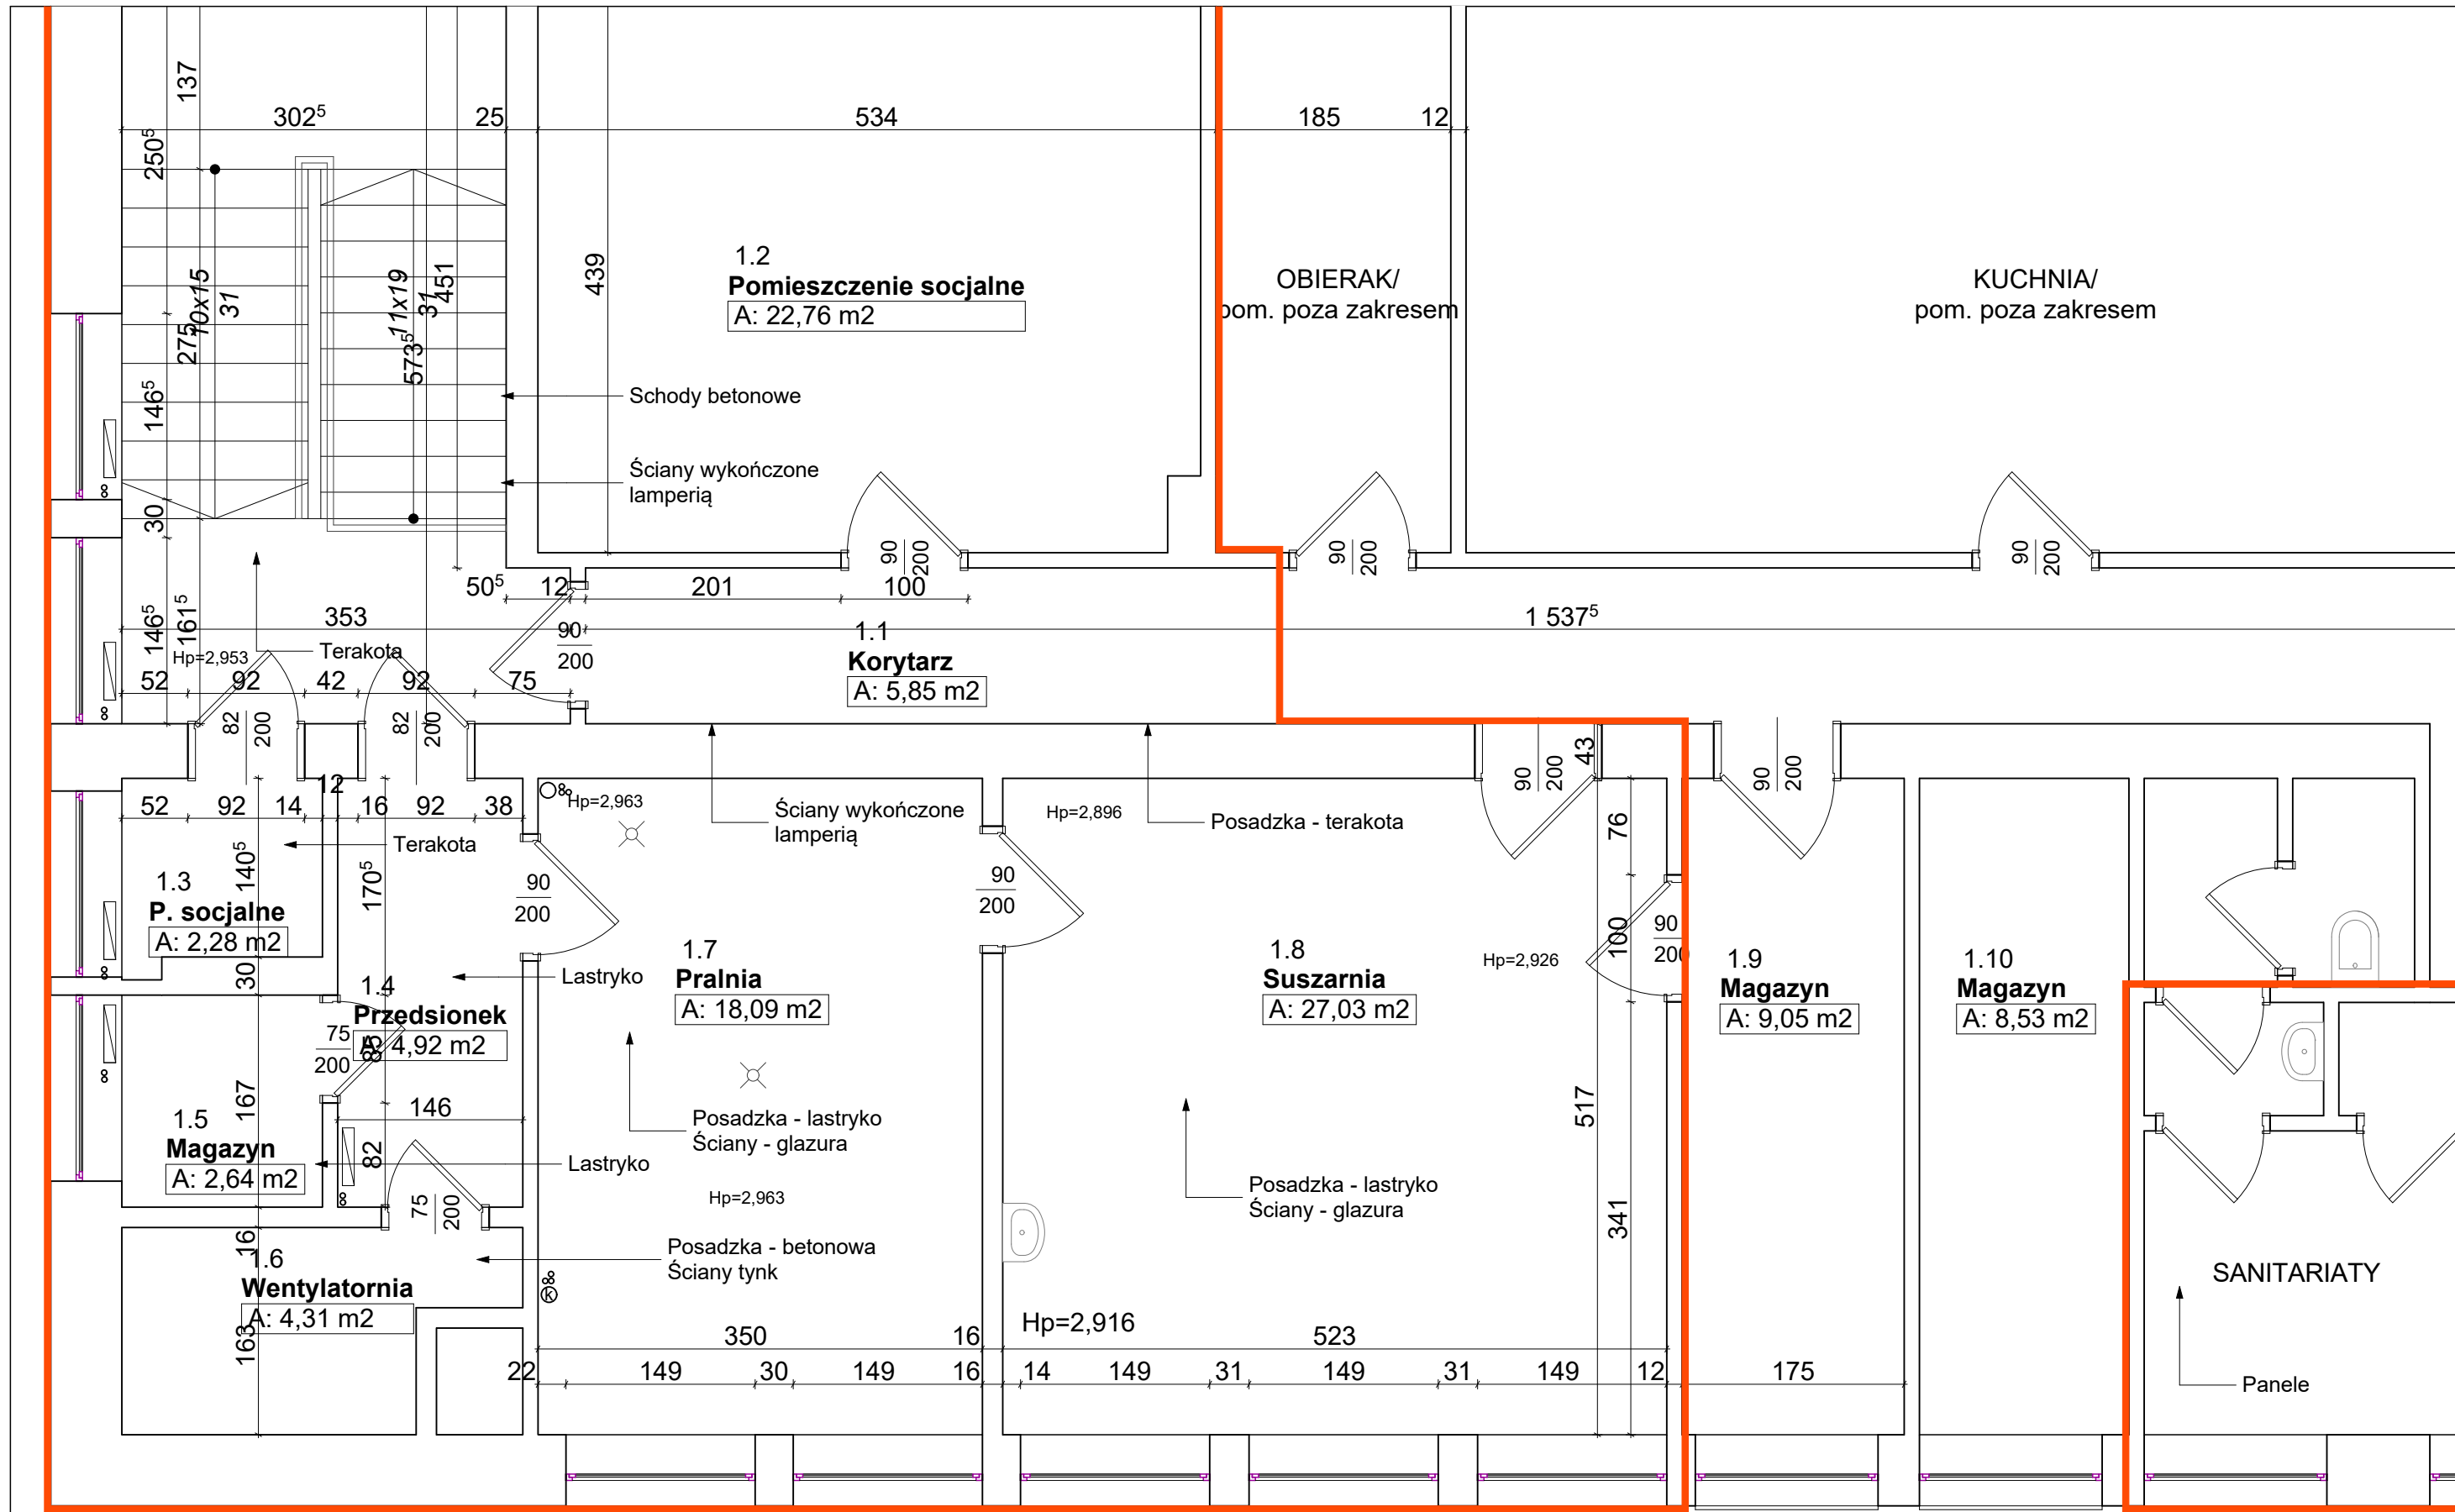 137
302⁵
25
534
185
12
250⁵
439
1.2
Pomieszczenie socjalne
A: 22,76 m2
OBIERAK/
pom. poza zakresem
KUCHNIA/
pom. poza zakresem
10x15
31
275
11x19
31
451
573⁵
146⁵
Schody betonowe
Ściany wykończone
lamperią
30
90
200
90
200
90
200
50⁵
12
201
100
146⁵
161⁵
353
1 537⁵
Hp=2,953
Terakota
90
200
1.1
Korytarz
A: 5,85 m2
52
92
42
92
75
82
200
82
200
43
90
200
90
200
12
52
92
14
16
92
38
Hp=2,963
Ściany wykończone
lamperią
Hp=2,896
Posadzka - terakota
76
Terakota
140⁵
170⁵
1.3
P. socjalne
A: 2,28 m2
90
200
90
200
100
90
200
30
1.4
Przedsionek
A: 4,92 m2
Lastryko
1.7
Pralnia
A: 18,09 m2
1.8
Suszarnia
A: 27,03 m2
Hp=2,926
1.9
Magazyn
A: 9,05 m2
1.10
Magazyn
A: 8,53 m2
75
200
85
167
146
517
1.5
Magazyn
A: 2,64 m2
82
Lastryko
Posadzka - lastryko
Ściany - glazura
Hp=2,963
Posadzka - lastryko
Ściany - glazura
75
200
341
16
1.6
Wentylatornia
A: 4,31 m2
163
Posadzka - betonowa
Ściany tynk
k
SANITARIATY
Hp=2,916
350
16
523
22
149
30
149
16
14
149
31
149
31
149
12
175
Panele